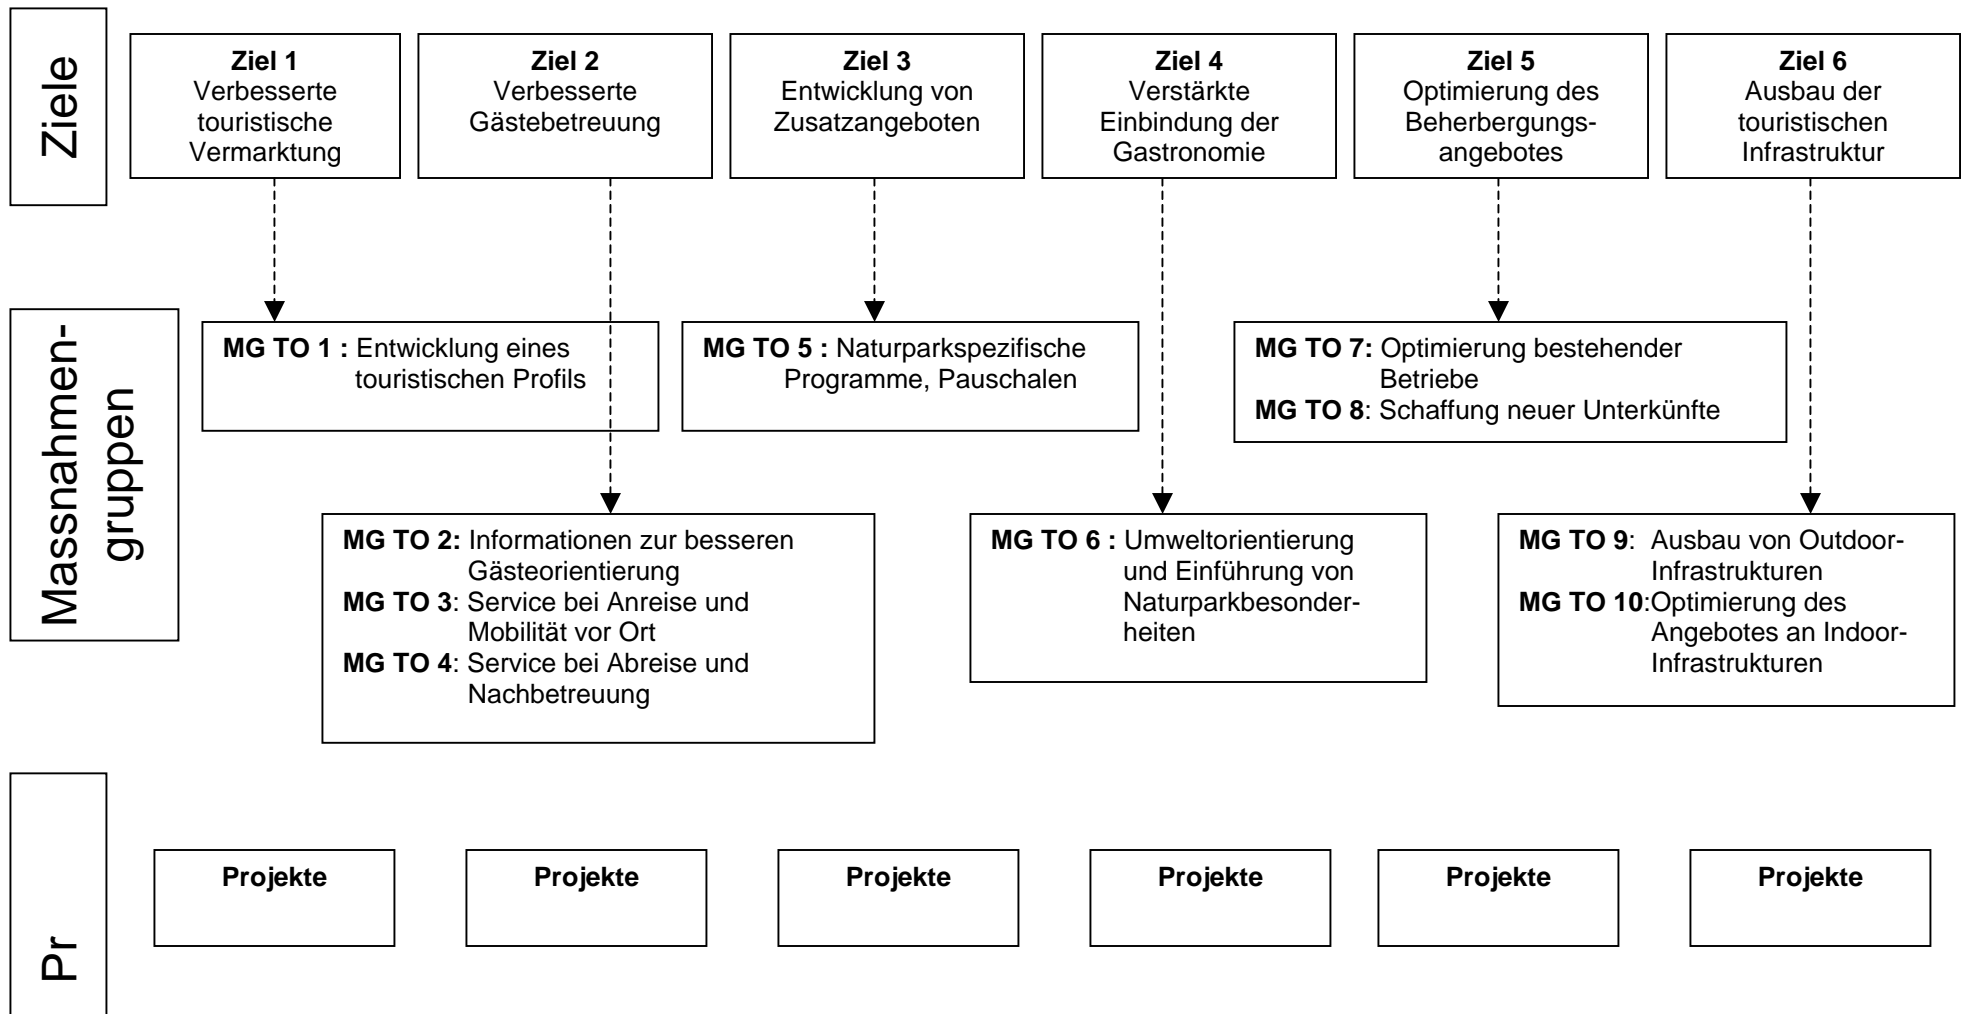 Ziele
Ziel 1
Verbesserte
touristische
Vermarktung
Ziel 2
Verbesserte
Gästebetreuung
Ziel 3
Entwicklung von
Zusatzangeboten
Ziel 4
Verstärkte
Einbindung der
Gastronomie
Ziel 5
Optimierung des
Beherbergungs-
angebotes
Ziel 6
Ausbau der
touristischen
Infrastruktur
Massnahmen-
gruppen
MG TO 1 : Entwicklung eines
touristischen Profils
MG TO 5 : Naturparkspezifische
Programme, Pauschalen
MG TO 7: Optimierung bestehender
Betriebe
MG TO 8: Schaffung neuer Unterkünfte
MG TO 2: Informationen zur besseren
Gästeorientierung
MG TO 3: Service bei Anreise und
Mobilität vor Ort
MG TO 4: Service bei Abreise und
Nachbetreuung
MG TO 6 : Umweltorientierung
und Einführung von
Naturparkbesonder-
heiten
MG TO 9: Ausbau von Outdoor-
Infrastrukturen
MG TO 10:Optimierung des
Angebotes an Indoor-
Infrastrukturen
Pr
Projekte
Projekte
Projekte
Projekte
Projekte
Projekte